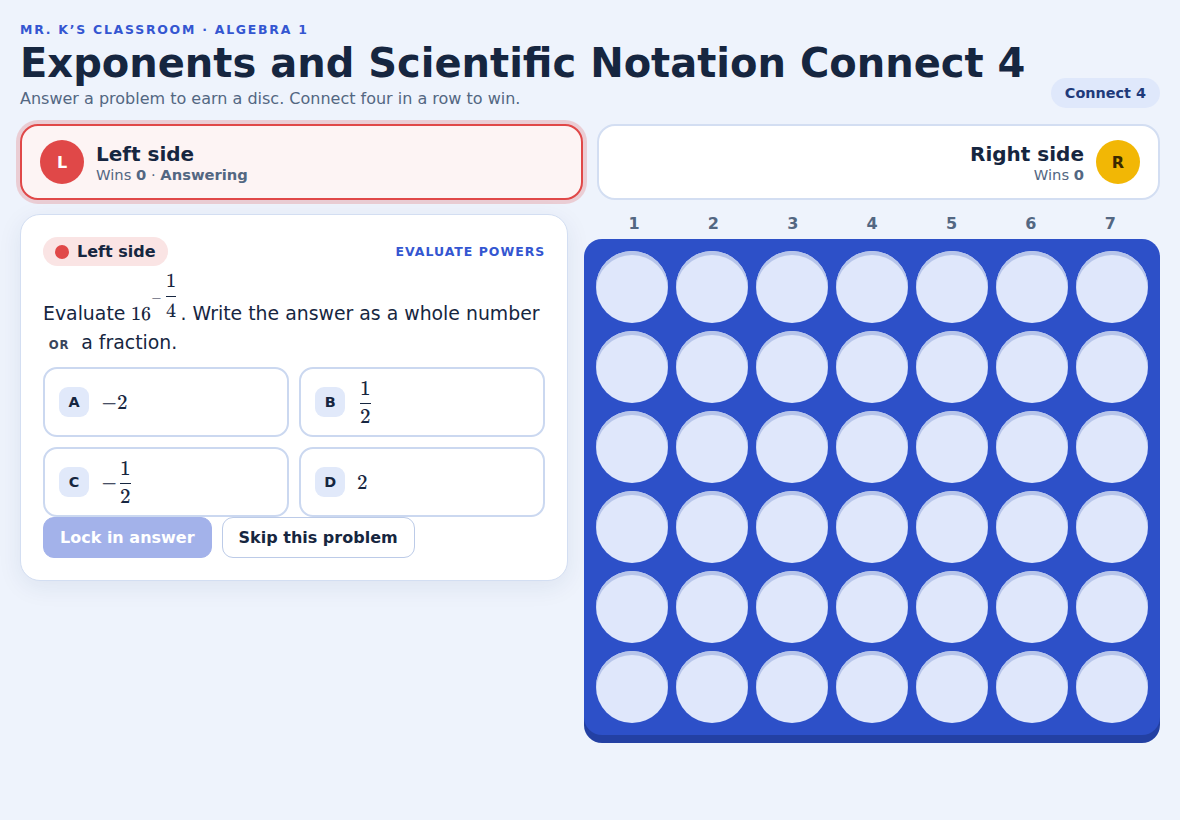 MR. K’S CLASSROOM · ALGEBRA 1
Exponents and Scientific Notation Connect 4
Answer a problem to earn a disc. Connect four in a row to win.
Connect 4
L
Left side
Wins 0 · Answering
Right side
Wins 0
R
Left side
EVALUATE POWERS
Evaluate 16^(-1/4). Write the answer as a whole number
OR a fraction.
A −2
B 1/2
C −1/2
D 2
Lock in answer
Skip this problem
1 2 3 4 5 6 7